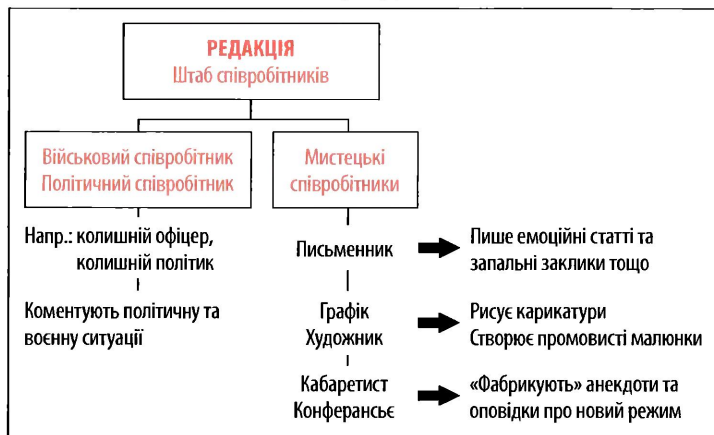 РЕДАКЦІЯ
Штаб співробітників
Військовий співробітник
Політичний співробітник
Мистецькі
співробітники
Напр.: колишній офіцер,
колишній політик
Коментують політичну та
воєнну ситуації
Письменник
Пише емоційні статті та
запальні заклики тощо
Графік
Художник
Рисує карикатури
Створює промовисті малюнки
Кабаретист
Конферансьє
«Фабрикують» анекдоти та
оповідки про новий режим